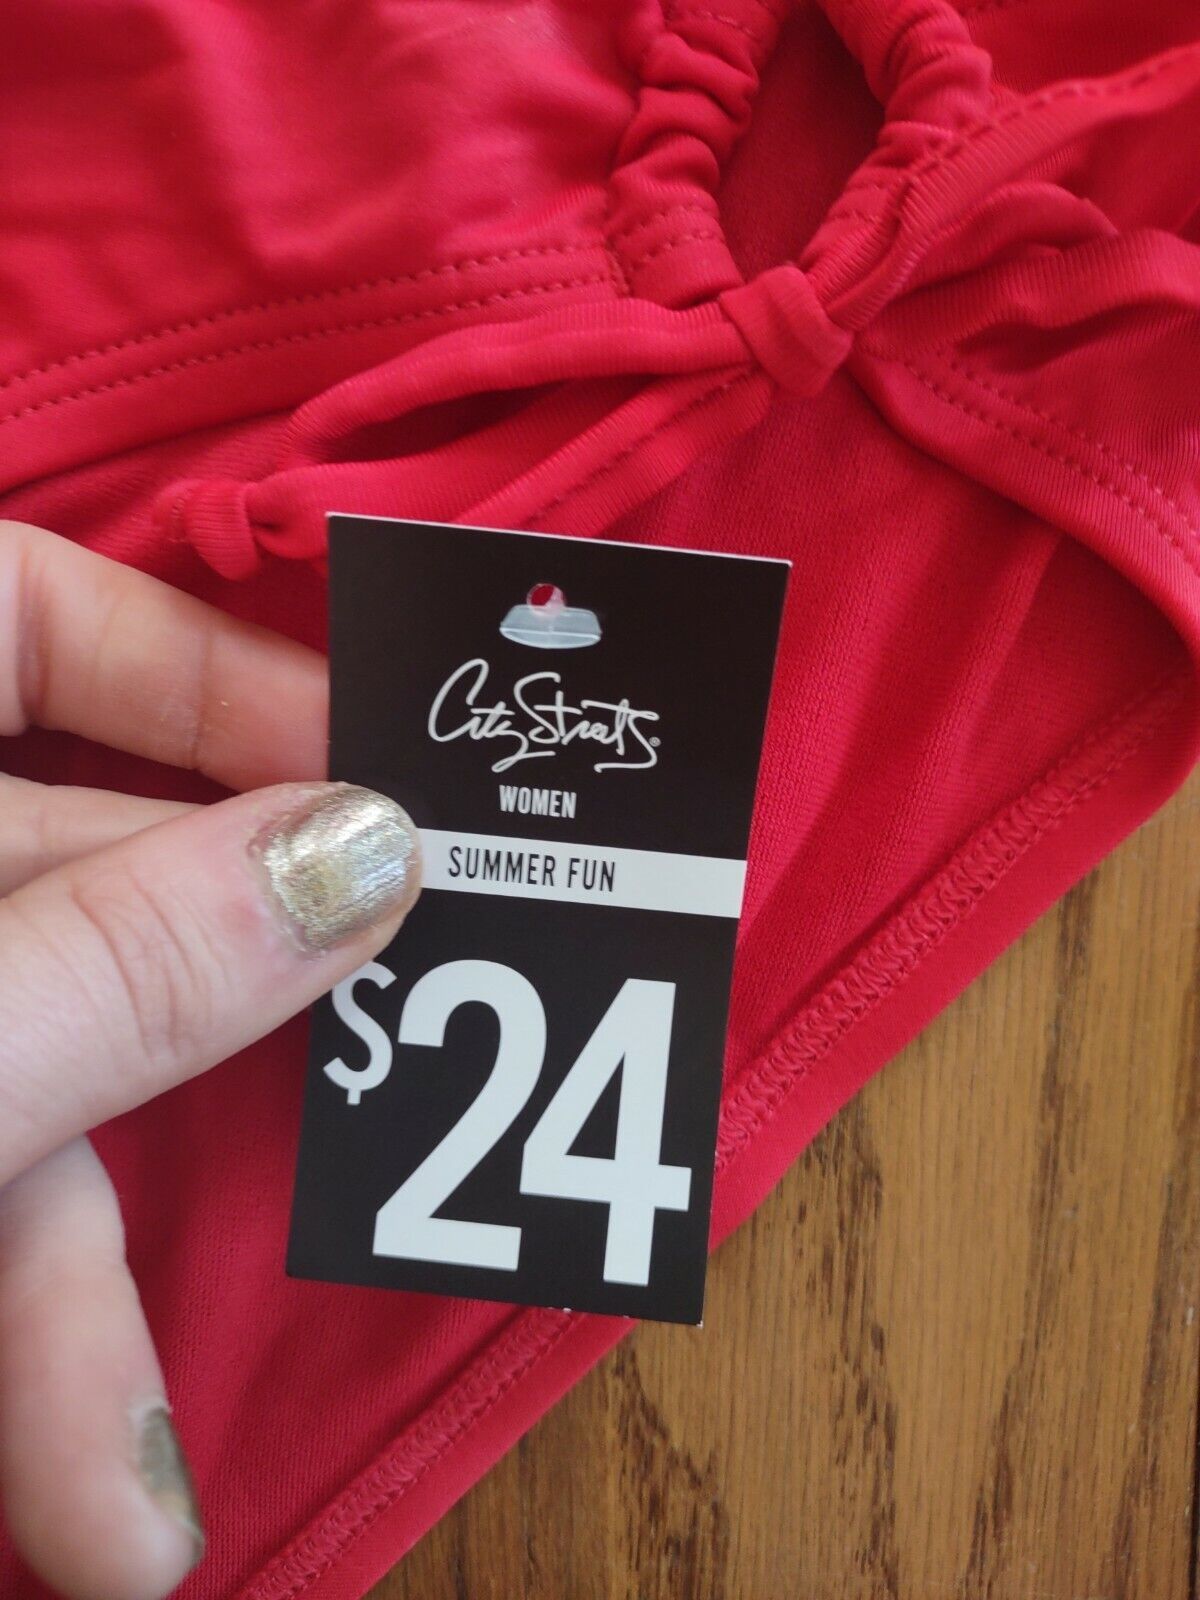 City Streets®
WOMEN
SUMMER FUN
$24